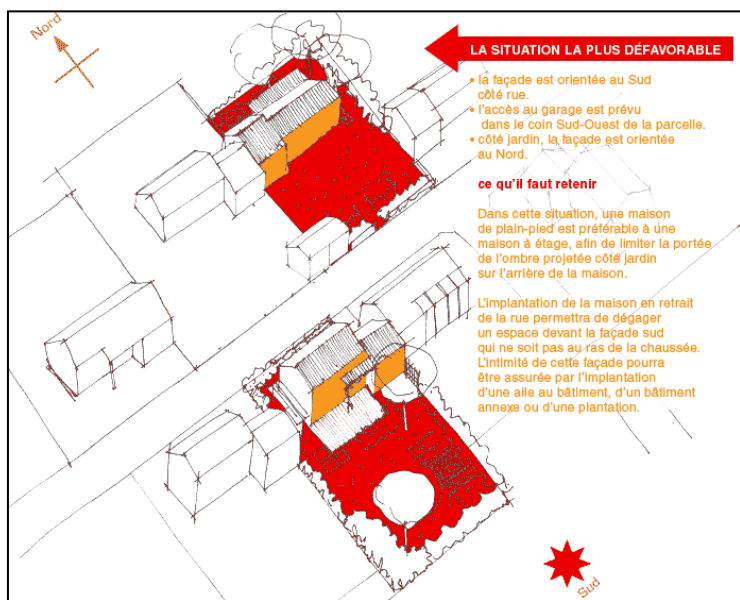 Nord
LA SITUATION LA PLUS DÉFAVORABLE
• la façade est orientée au Sud
côté rue.
• l'accès au garage est prévu
dans le coin Sud-Ouest de la parcelle.
• côté jardin, la façade est orientée
au Nord.
ce qu'il faut retenir
Dans cette situation, une maison
de plain-pied est préférable à une
maison à étage, afin de limiter la portée
de l'ombre projetée côté jardin
sur l'arrière de la maison.
L'implantation de la maison en retrait
de la rue permettra de dégager
un espace devant la façade sud
qui ne soit pas au ras de la chaussée.
L'intimité de cette façade pourra
être assurée par l'implantation
d'une aile au bâtiment, d'un bâtiment
annexe ou d'une plantation.
Sud